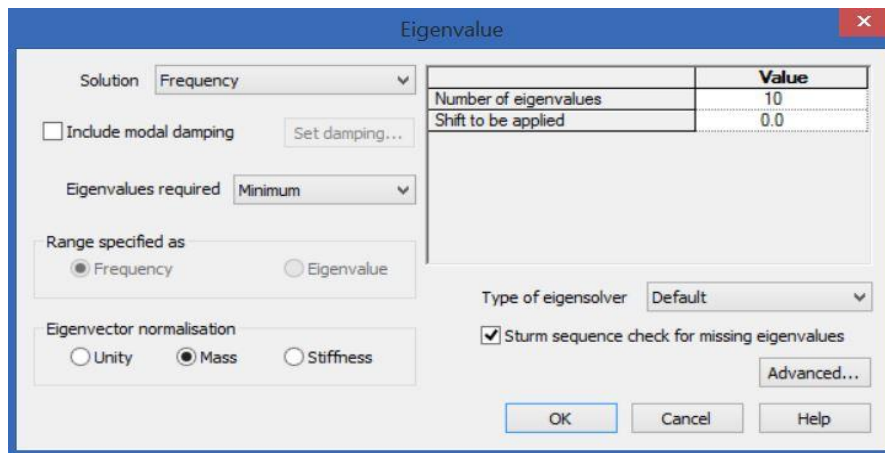 Eigenvalue
Solution Frequency
Include modal damping Set damping...
Eigenvalues required Minimum
Range specified as
Frequency Eigenvalue
Eigenvector normalisation
Unity Mass Stiffness
Value
Number of eigenvalues 10
Shift to be applied 0.0
Type of eigensolver Default
Sturm sequence check for missing eigenvalues
Advanced...
OK Cancel Help